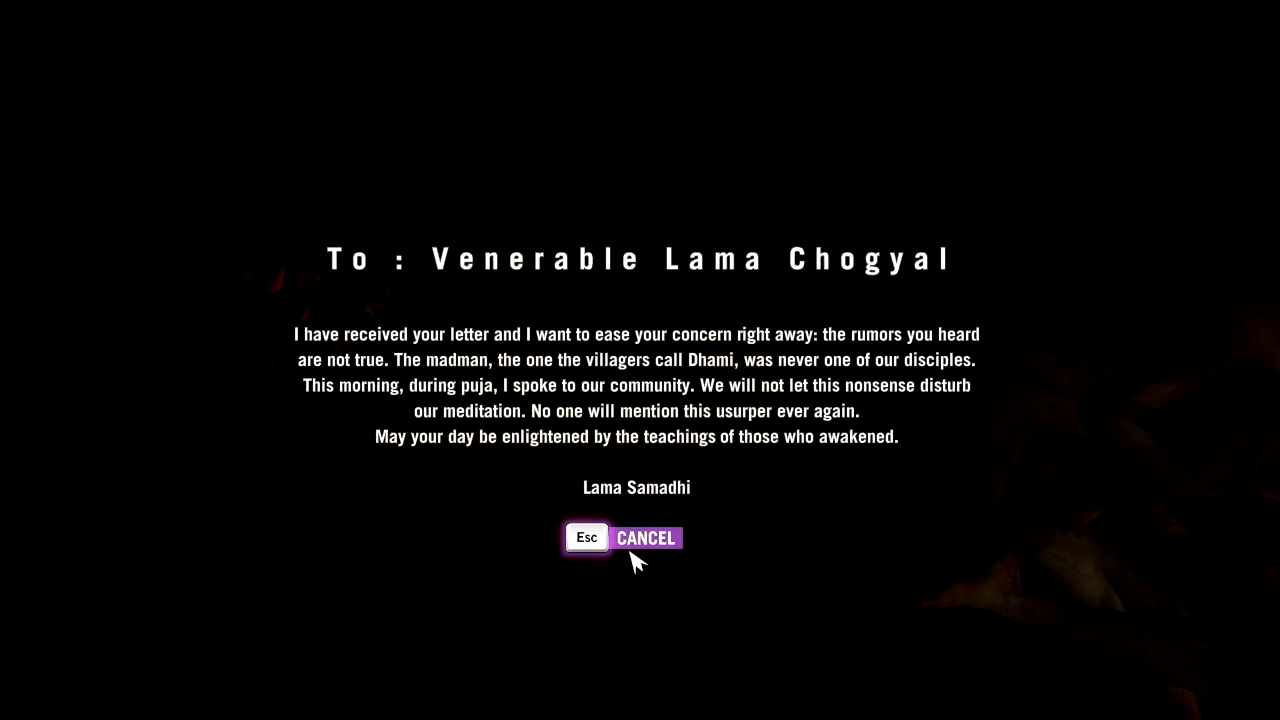 To : Venerable Lama Chogyal
I have received your letter and I want to ease your concern right away: the rumors you heard
are not true. The madman, the one the villagers call Dhami, was never one of our disciples.
This morning, during puja, I spoke to our community. We will not let this nonsense disturb
our meditation. No one will mention this usurper ever again.
May your day be enlightened by the teachings of those who awakened.
Lama Samadhi
Esc CANCEL